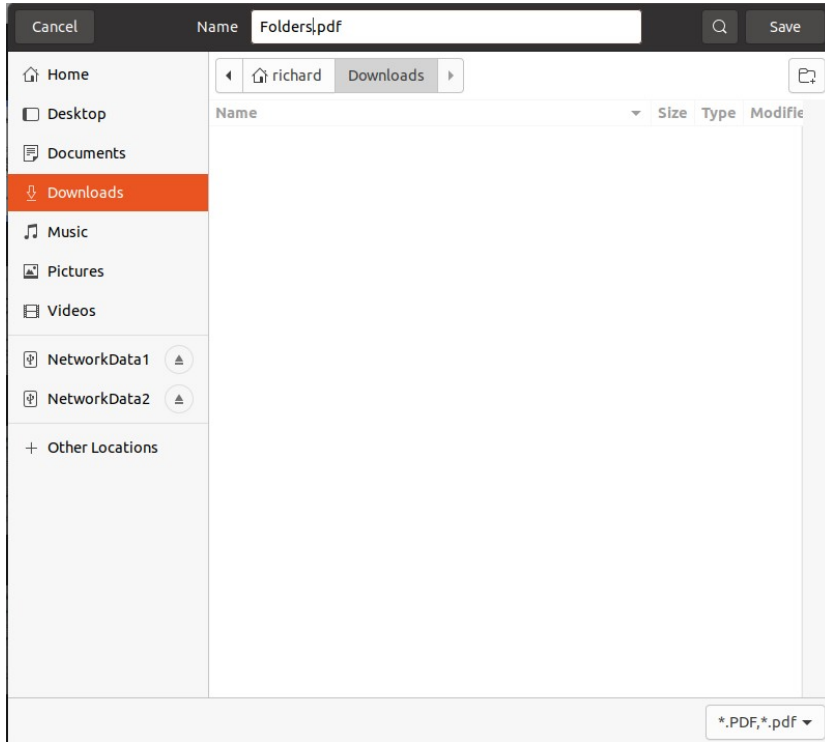 Cancel Name Folders.pdf Save
Home
richard Downloads
Desktop
Name Size Type Modifie
Documents
Downloads
Music
Pictures
Videos
NetworkData1
NetworkData2
+ Other Locations
*.PDF,*.pdf